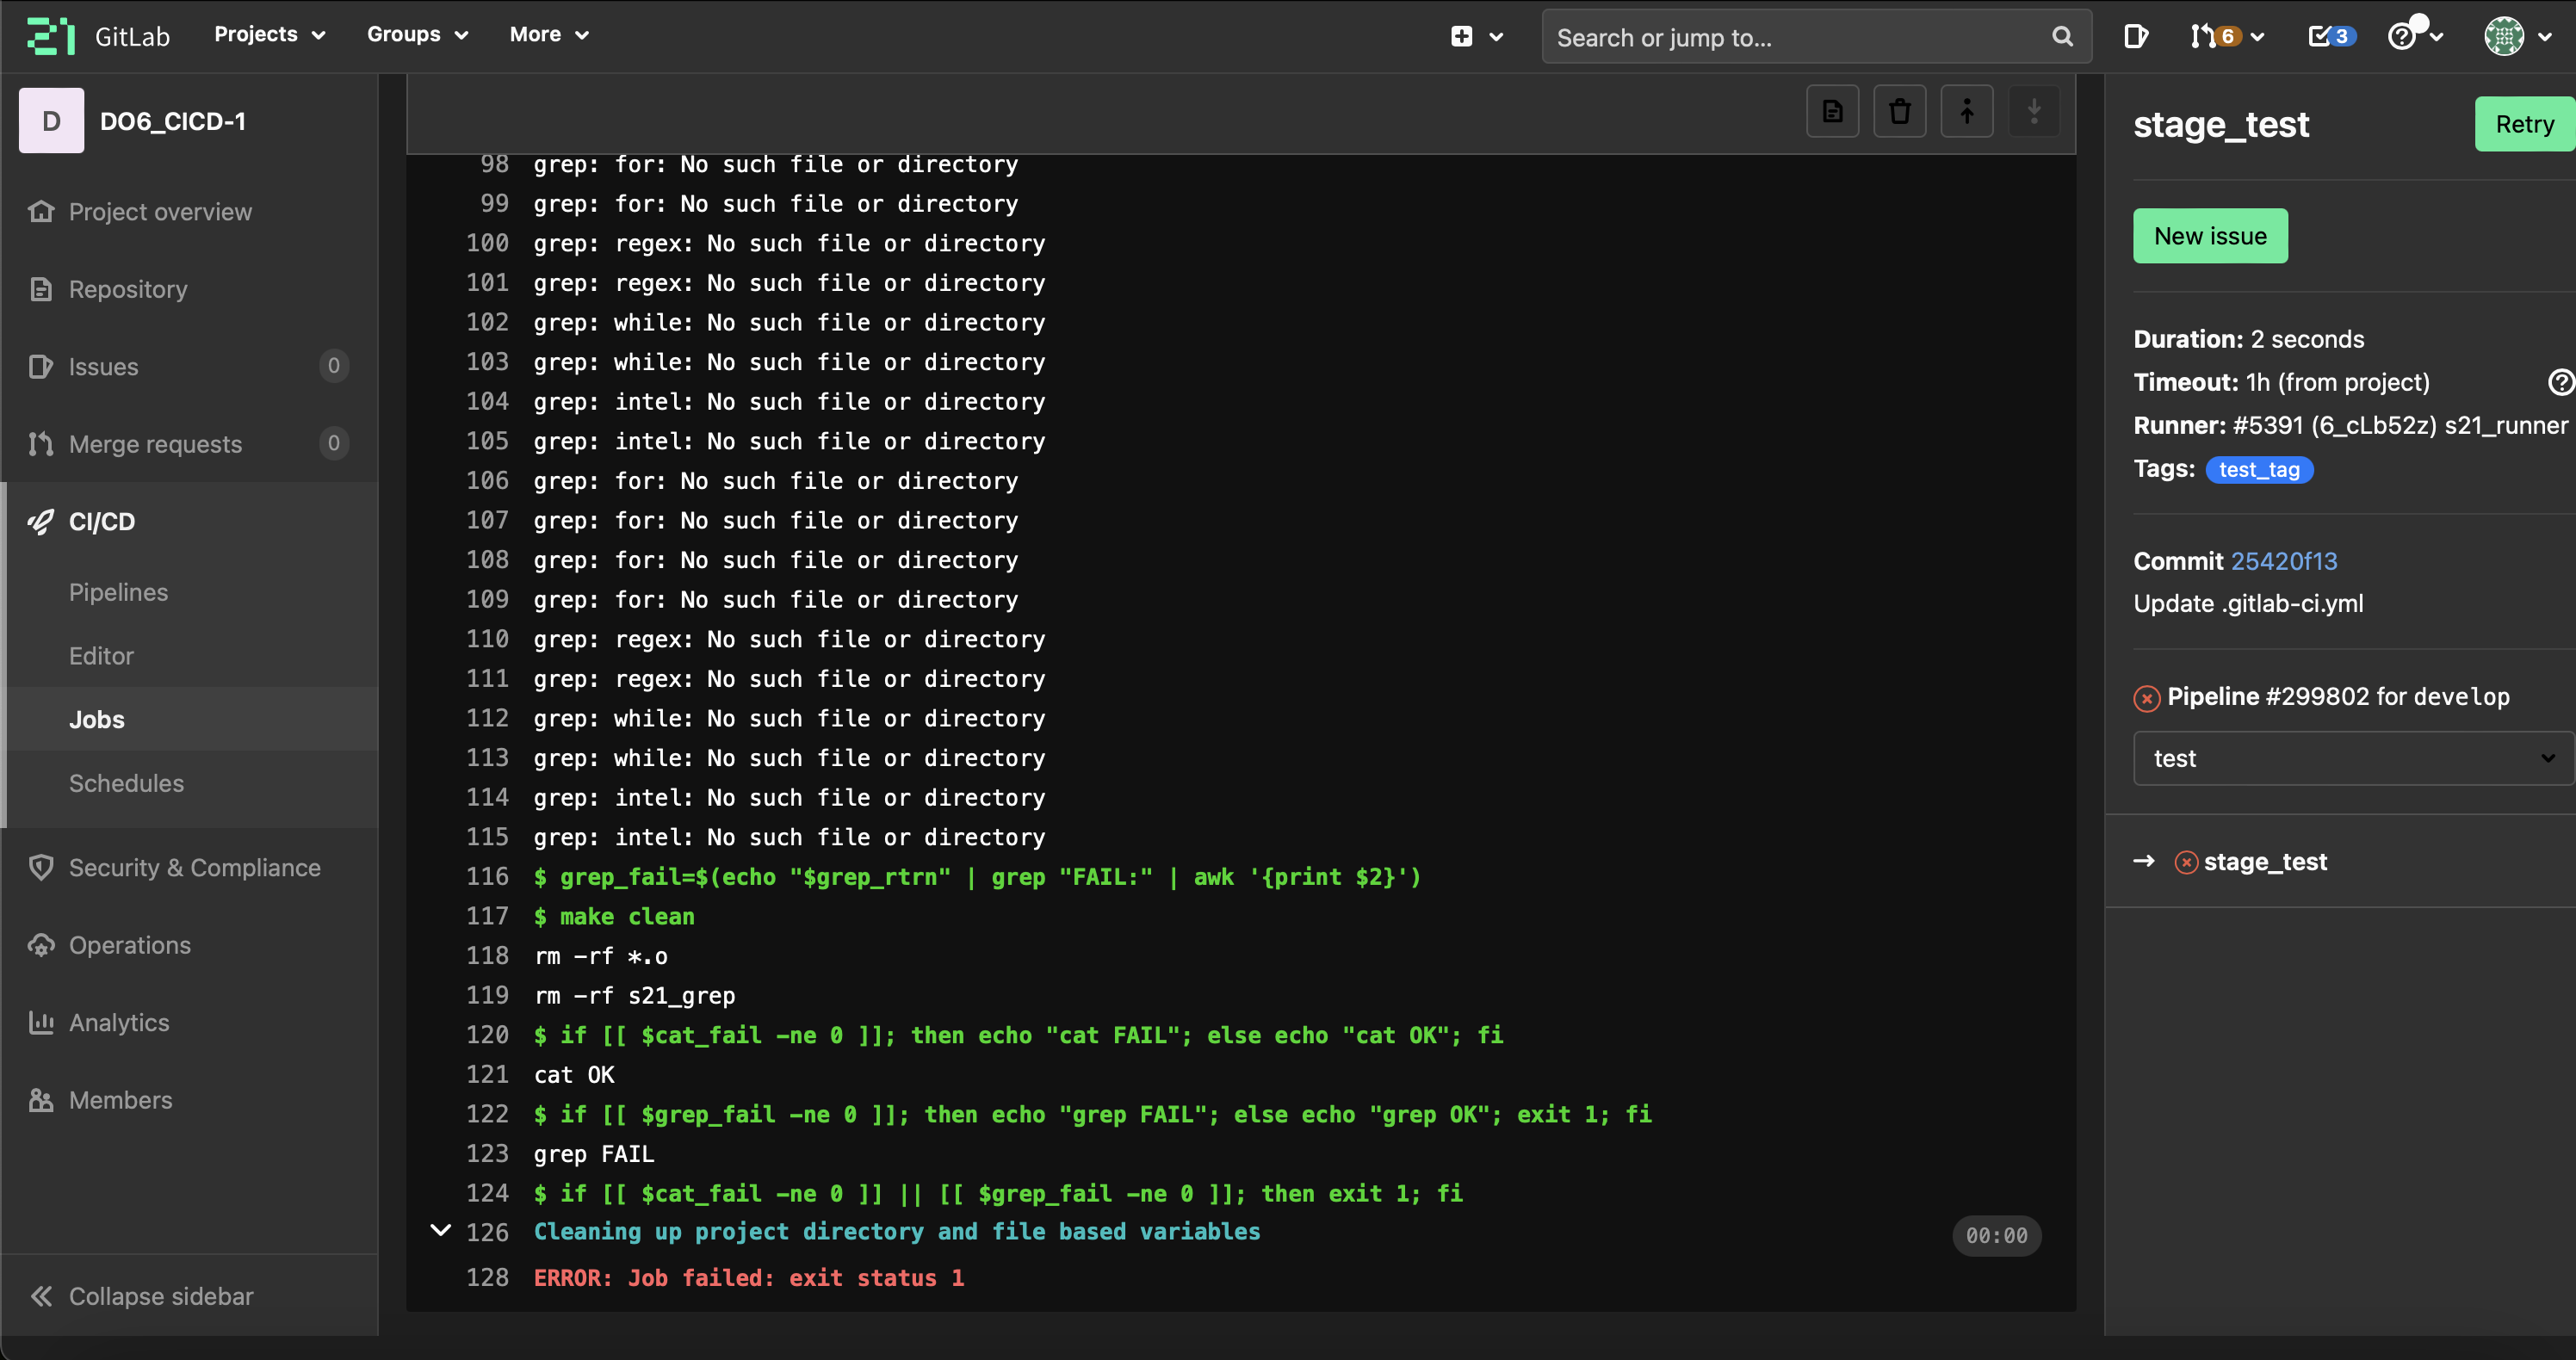 GitLab
Projects
Groups
More
Search or jump to...
6
3
D
DO6_CICD-1
Project overview
Repository
Issues
0
Merge requests
0
CI/CD
Pipelines
Editor
Jobs
Schedules
Security & Compliance
Operations
Analytics
Members
Collapse sidebar
98 grep: for: No such file or directory
99 grep: for: No such file or directory
100 grep: regex: No such file or directory
101 grep: regex: No such file or directory
102 grep: while: No such file or directory
103 grep: while: No such file or directory
104 grep: intel: No such file or directory
105 grep: intel: No such file or directory
106 grep: for: No such file or directory
107 grep: for: No such file or directory
108 grep: for: No such file or directory
109 grep: for: No such file or directory
110 grep: regex: No such file or directory
111 grep: regex: No such file or directory
112 grep: while: No such file or directory
113 grep: while: No such file or directory
114 grep: intel: No such file or directory
115 grep: intel: No such file or directory
116 $ grep_fail=$(echo "$grep_rtrn" | grep "FAIL:" | awk '{print $2}')
117 $ make clean
118 rm -rf *.o
119 rm -rf s21_grep
120 $ if [[ $cat_fail -ne 0 ]]; then echo "cat FAIL"; else echo "cat OK"; fi
121 cat OK
122 $ if [[ $grep_fail -ne 0 ]]; then echo "grep FAIL"; else echo "grep OK"; exit 1; fi
123 grep FAIL
124 $ if [[ $cat_fail -ne 0 ]] || [[ $grep_fail -ne 0 ]]; then exit 1; fi
126 Cleaning up project directory and file based variables
00:00
128 ERROR: Job failed: exit status 1
stage_test
Retry
New issue
Duration: 2 seconds
Timeout: 1h (from project)
Runner: #5391 (6_cLb52z) s21_runner
Tags: test_tag
Commit 25420f13
Update .gitlab-ci.yml
Pipeline #299802 for develop
test
stage_test